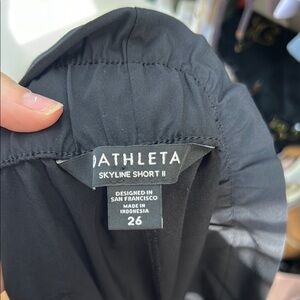 ATHLETA
SKYLINE SHORT II
DESIGNED IN
SAN FRANCISCO
MADE IN
INDONESIA
26